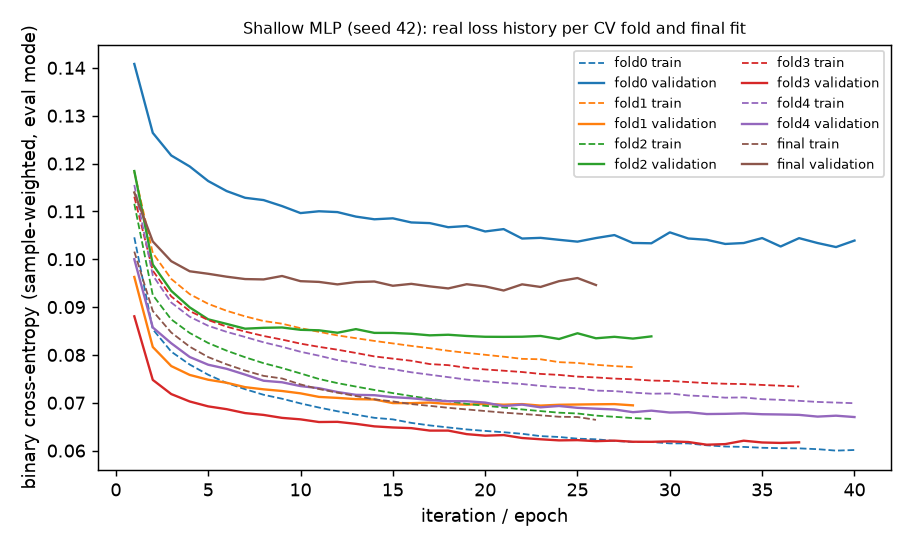 Shallow MLP (seed 42): real loss history per CV fold and final fit
binary cross-entropy (sample-weighted, eval mode)
0.14
0.13
0.12
0.11
0.10
0.09
0.08
0.07
0.06
fold0 train
fold0 validation
fold1 train
fold1 validation
fold2 train
fold2 validation
fold3 train
fold3 validation
fold4 train
fold4 validation
final train
final validation
0 5 10 15 20 25 30 35 40
iteration / epoch